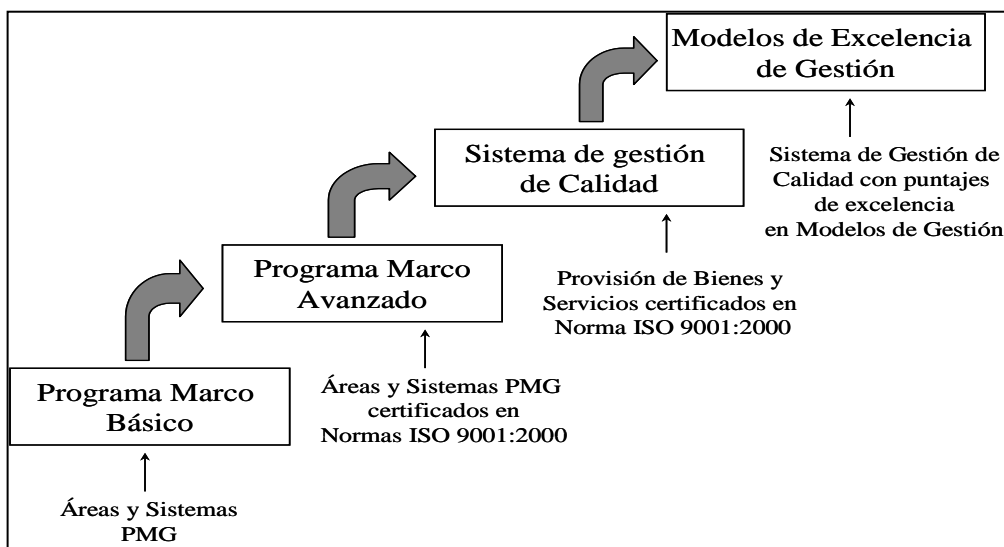 Modelos de Excelencia
de Gestión
Sistema de gestión
de Calidad
Sistema de Gestión de
Calidad con puntajes
de excelencia
en Modelos de Gestión
Programa Marco
Avanzado
Provisión de Bienes y
Servicios certificados en
Norma ISO 9001:2000
Programa Marco
Básico
Áreas y Sistemas PMG
certificados en
Normas ISO 9001:2000
Áreas y Sistemas
PMG